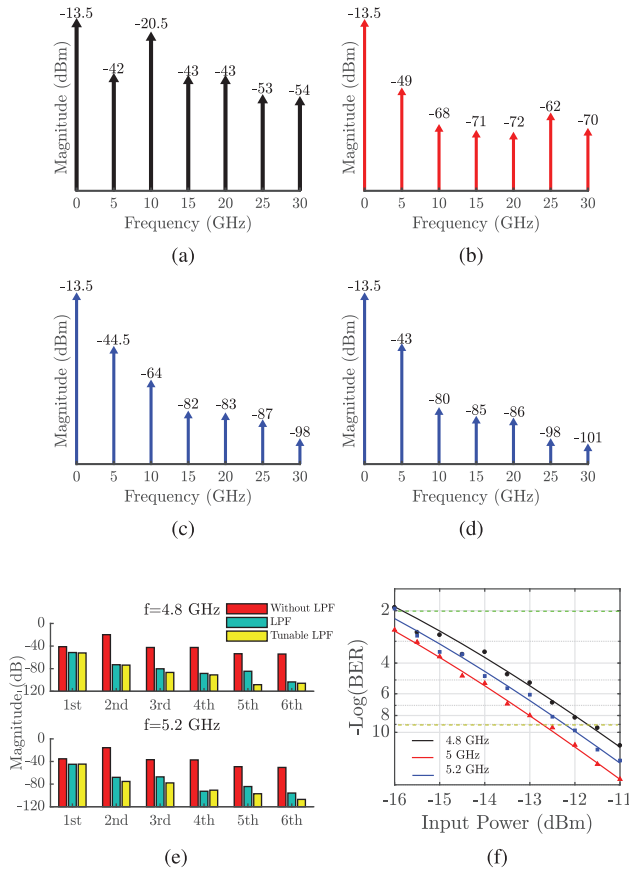 -13.5
-42
-20.5
-43
-43
-53
-54
Magnitude (dBm)
0 5 10 15 20 25 30
Frequency (GHz)
(a)
-13.5
-49
-68
-71
-72
-62
-70
Magnitude (dBm)
0 5 10 15 20 25 30
Frequency (GHz)
(b)
-13.5
-44.5
-64
-82
-83
-87
-98
Magnitude (dBm)
0 5 10 15 20 25 30
Frequency (GHz)
(c)
-13.5
-43
-80
-85
-86
-98
-101
Magnitude (dBm)
0 5 10 15 20 25 30
Frequency (GHz)
(d)
f=4.8 GHz
Without LPF
LPF
Tunable LPF
0
-40
-80
-120
1st 2nd 3rd 4th 5th 6th
f=5.2 GHz
0
-40
-80
-120
1st 2nd 3rd 4th 5th 6th
Magnitude (dB)
(e)
2
4
6
8
10
-Log(BER)
4.8 GHz
5 GHz
5.2 GHz
-16 -15 -14 -13 -12 -11
Input Power (dBm)
(f)